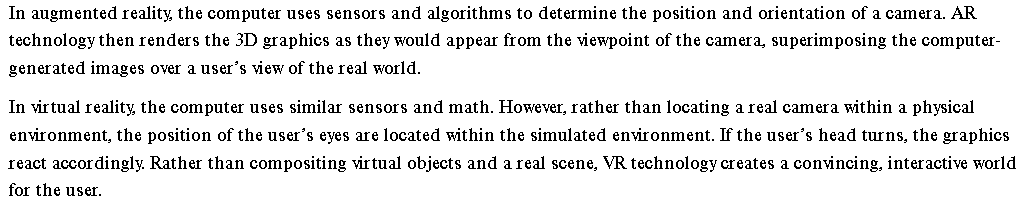 In augmented reality, the computer uses sensors and algorithms to determine the position and orientation of a camera. AR
technology then renders the 3D graphics as they would appear from the viewpoint of the camera, superimposing the computer-
generated images over a user’s view of the real world.
In virtual reality, the computer uses similar sensors and math. However, rather than locating a real camera within a physical
environment, the position of the user’s eyes are located within the simulated environment. If the user’s head turns, the graphics
react accordingly. Rather than compositing virtual objects and a real scene, VR technology creates a convincing, interactive world
for the user.